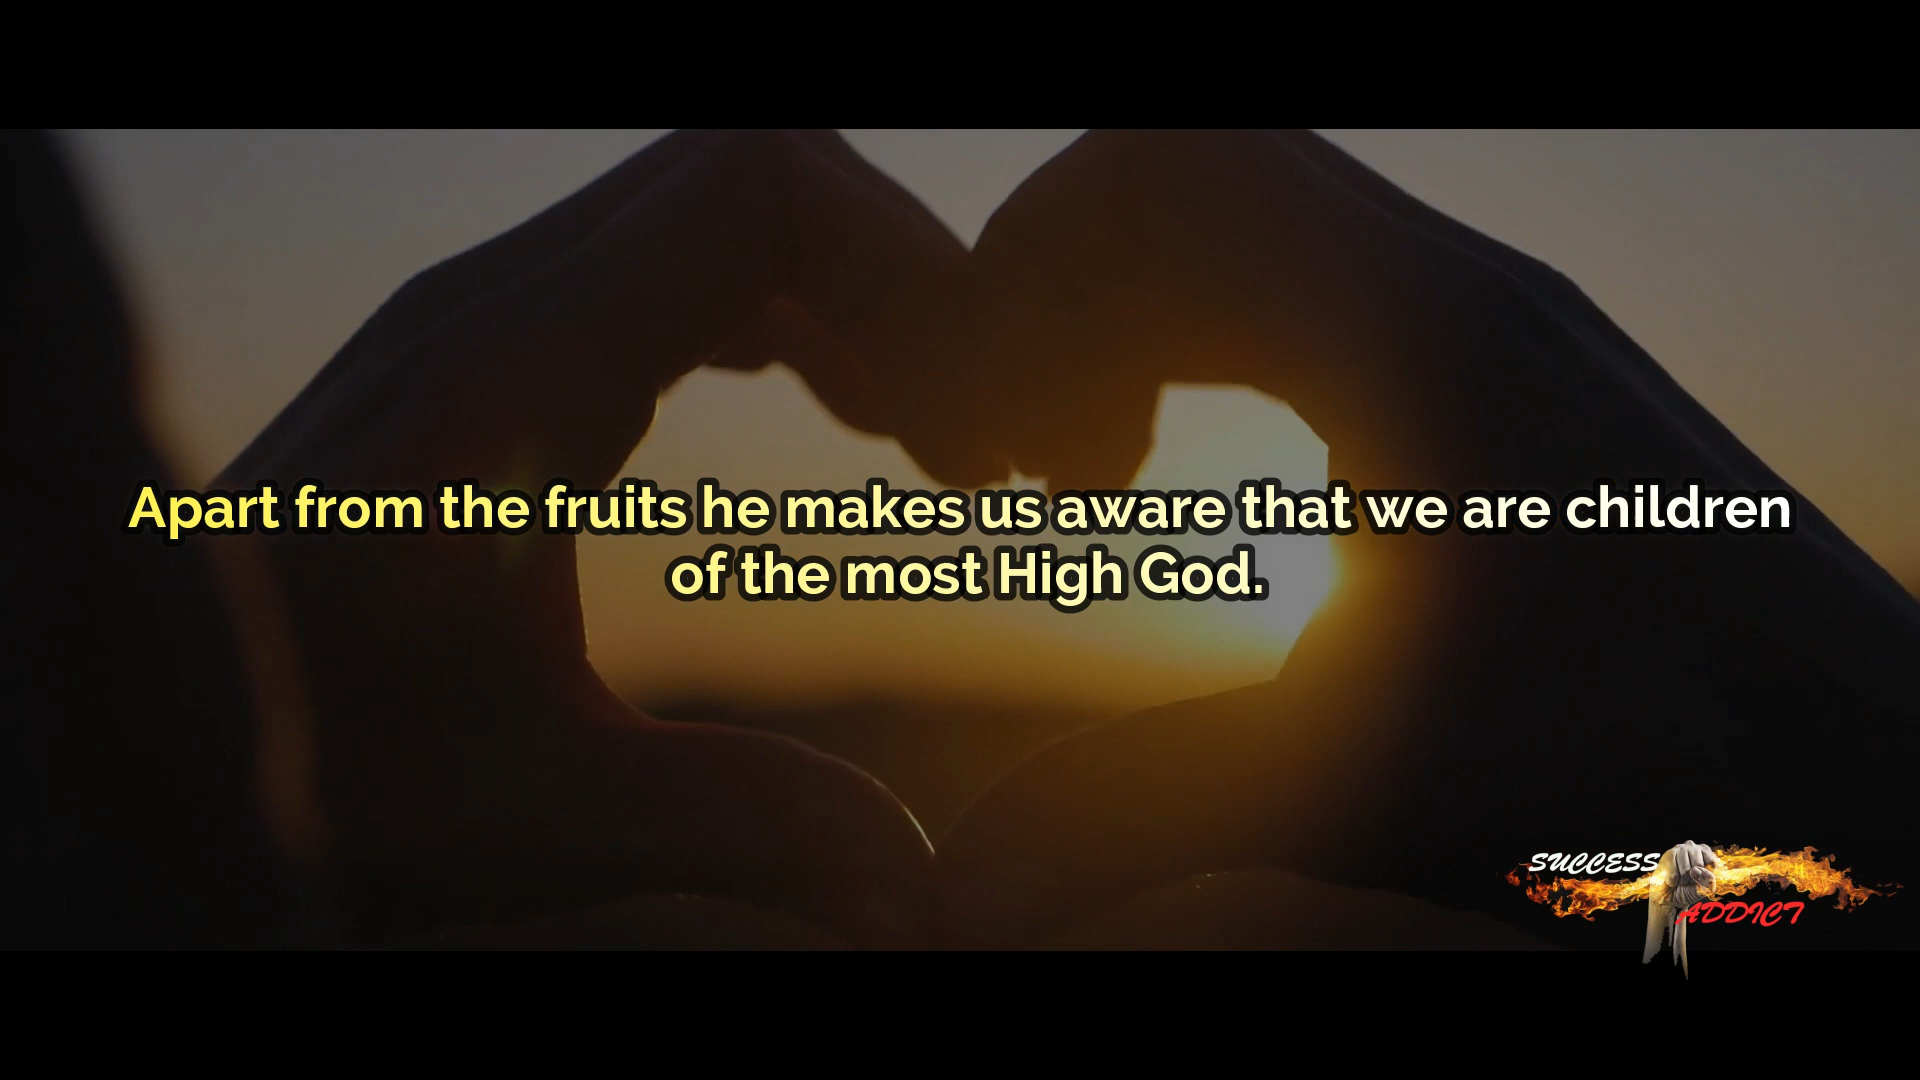 Apart from the fruits he makes us aware that we are children
of the most High God.
SUCCESS
ADDICT